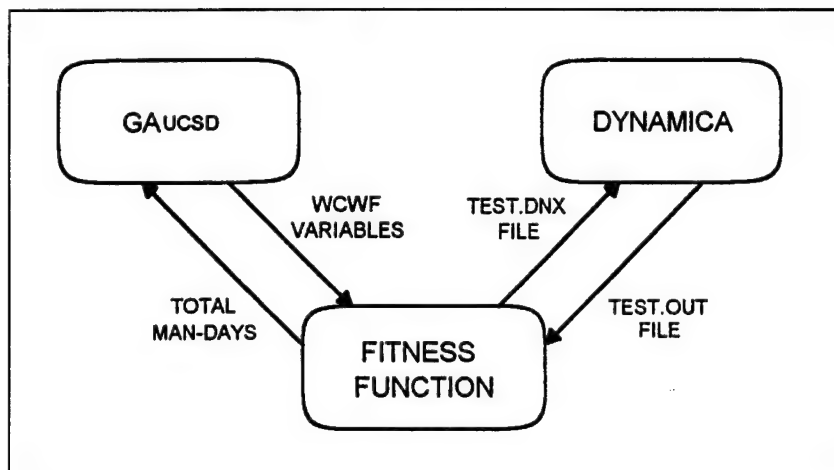 GAUCSD
DYNAMICA
WCWF
VARIABLES
TEST.DNX
FILE
TOTAL
MAN-DAYS
TEST.OUT
FILE
FITNESS
FUNCTION